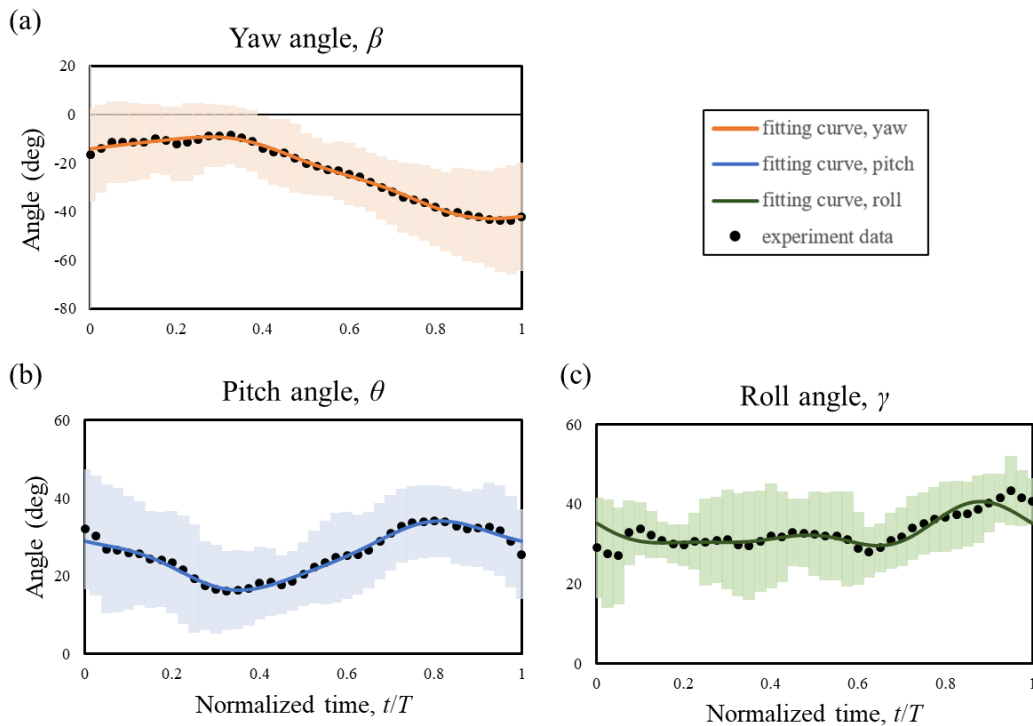 (a)
Yaw angle, β
Angle (deg)
20
0
-20
-40
-60
-80
0
0.2
0.4
0.6
0.8
1
fitting curve, yaw
fitting curve, pitch
fitting curve, roll
experiment data
(b)
Pitch angle, θ
Angle (deg)
60
40
20
0
0
0.2
0.4
0.6
0.8
1
Normalized time, t/T
(c)
Roll angle, γ
60
40
20
0
0
0.2
0.4
0.6
0.8
1
Normalized time, t/T